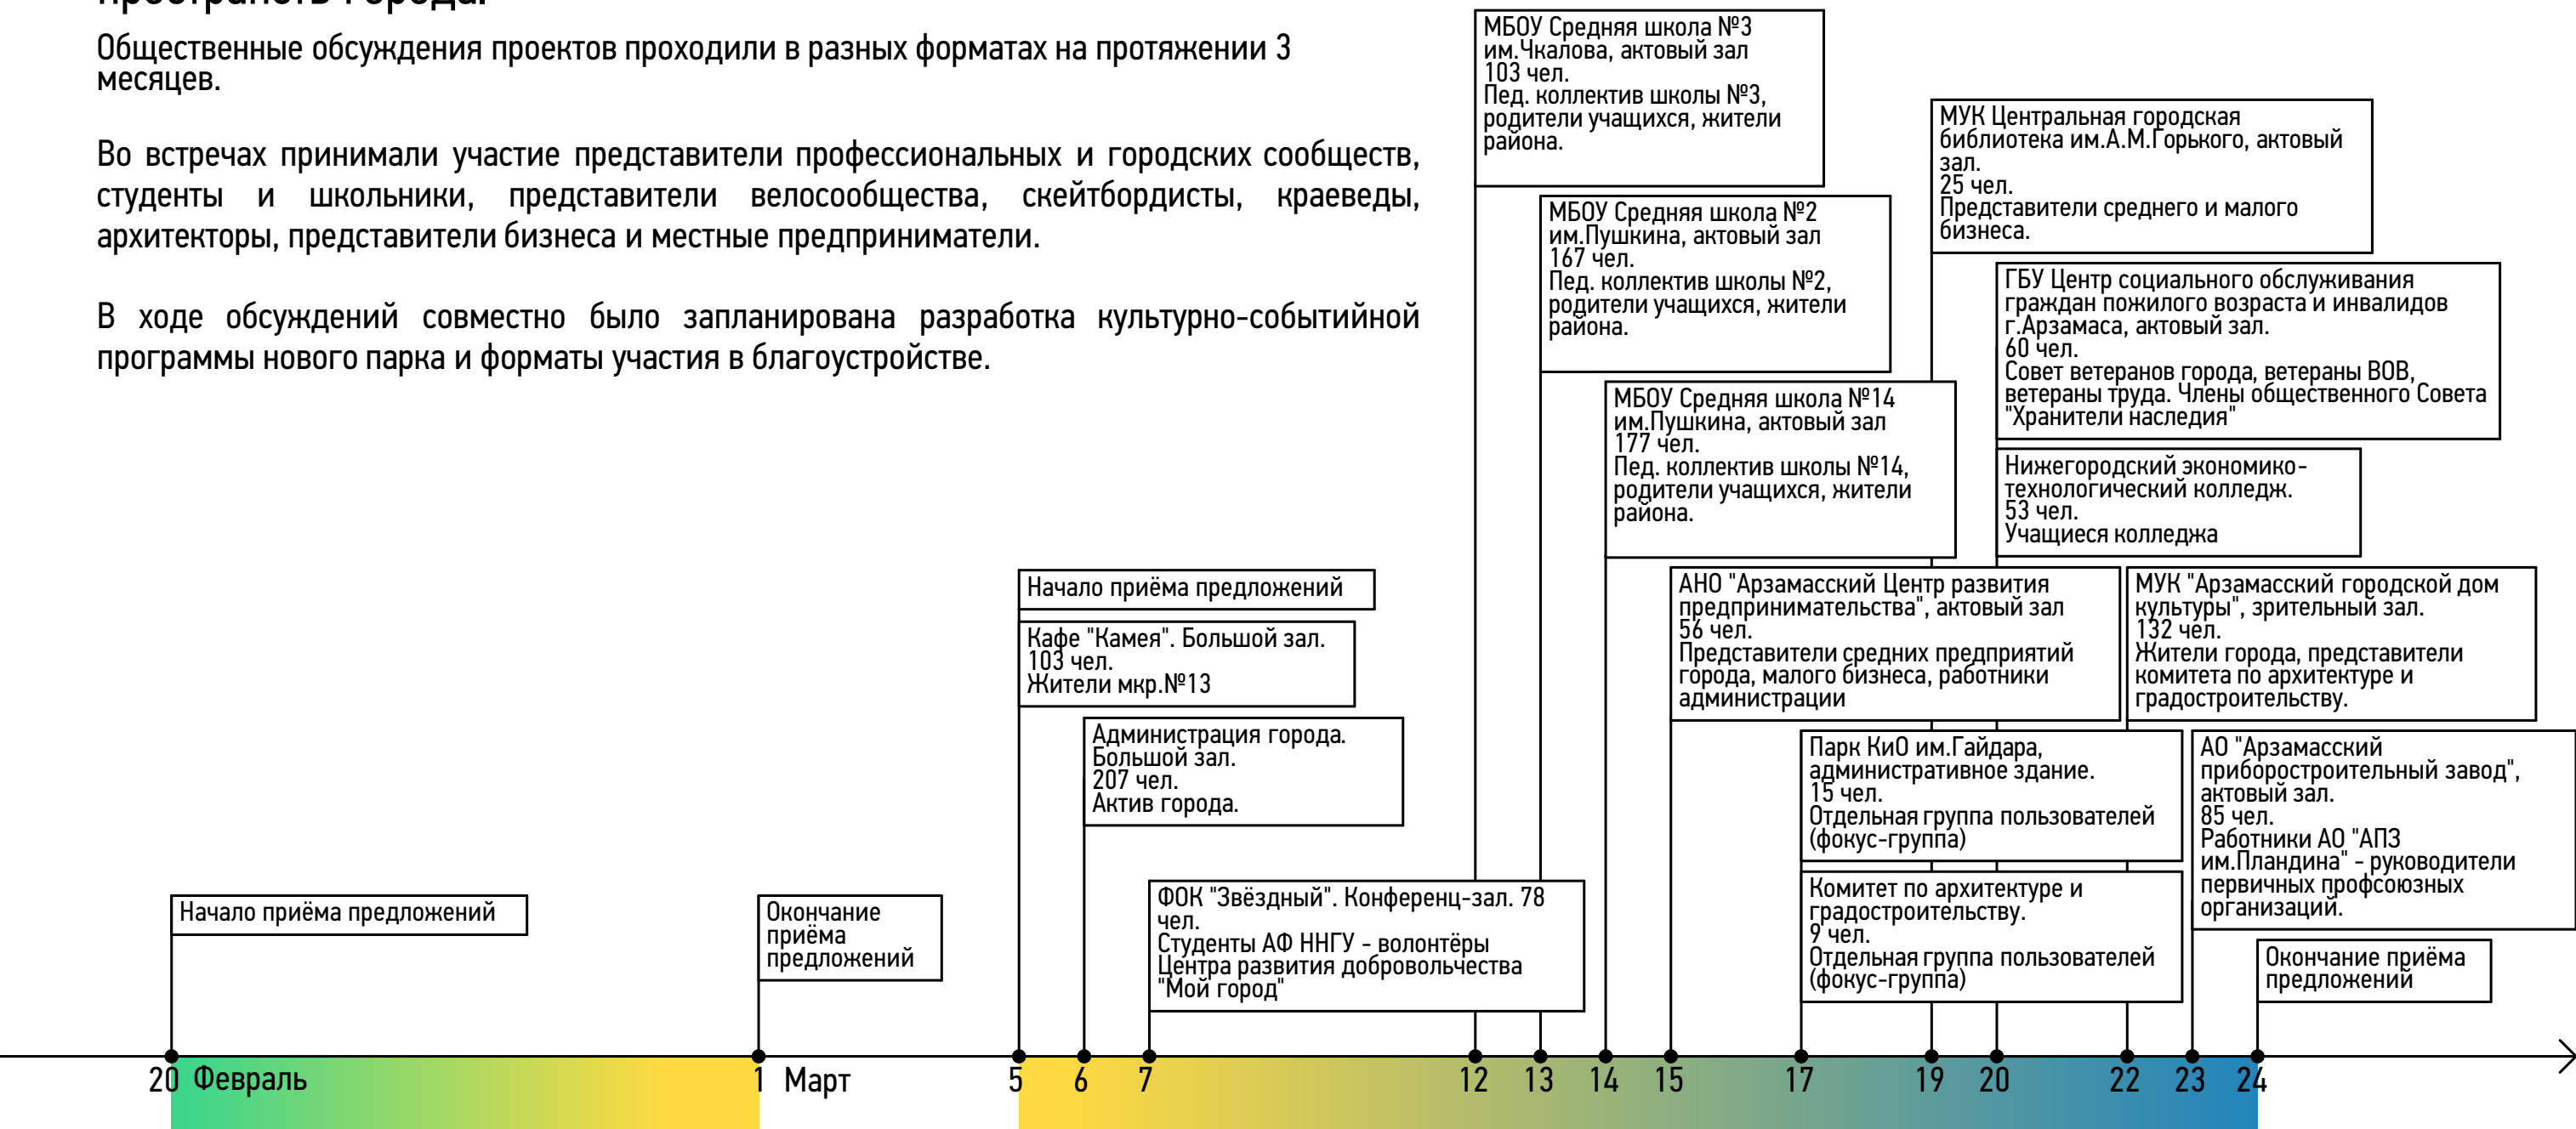 пространств города.
Общественные обсуждения проектов проходили в разных форматах на протяжении 3
месяцев.
Во встречах принимали участие представители профессиональных и городских сообществ,
студенты и школьники, представители велосообщества, скейтбордисты, краеведы,
архитекторы, представители бизнеса и местные предприниматели.
В ходе обсуждений совместно было запланирована разработка культурно-событийной
программы нового парка и форматы участия в благоустройстве.
Начало приёма предложений
Окончание
приёма
предложений
Начало приёма предложений
Кафе "Камея". Большой зал.
103 чел.
Жители мкр.№13
Администрация города.
Большой зал.
207 чел.
Актив города.
ФОК "Звёздный". Конференц-зал. 78
чел.
Студенты АФ ННГУ - волонтёры
Центра развития добровольчества
"Мой город"
МБОУ Средняя школа №3
им.Чкалова, актовый зал
103 чел.
Пед. коллектив школы №3,
родители учащихся, жители
района.
МБОУ Средняя школа №2
им.Пушкина, актовый зал
167 чел.
Пед. коллектив школы №2,
родители учащихся, жители
района.
МБОУ Средняя школа №14
им.Пушкина, актовый зал
177 чел.
Пед. коллектив школы №14,
родители учащихся, жители
района.
АНО "Арзамасский Центр развития
предпринимательства", актовый зал
56 чел.
Представители средних предприятий
города, малого бизнеса, работники
администрации
Парк КиО им.Гайдара,
административное здание.
15 чел.
Отдельная группа пользователей
(фокус-группа)
Комитет по архитектуре и
градостроительству.
9 чел.
Отдельная группа пользователей
(фокус-группа)
МУК Центральная городская
библиотека им.А.М.Горького, актовый
зал.
25 чел.
Представители среднего и малого
бизнеса.
ГБУ Центр социального обслуживания
граждан пожилого возраста и инвалидов
г.Арзамаса, актовый зал.
60 чел.
Совет ветеранов города, ветераны ВОВ,
ветераны труда. Члены общественного Совета
"Хранители наследия"
Нижегородский экономико-
технологический колледж.
53 чел.
Учащиеся колледжа
МУК "Арзамасский городской дом
культуры", зрительный зал.
132 чел.
Жители города, представители
комитета по архитектуре и
градостроительству.
АО "Арзамасский
приборостроительный завод",
актовый зал.
85 чел.
Работники АО "АПЗ
им.Пландина" - руководители
первичных профсоюзных
организаций.
Окончание приёма
предложений
20 Февраль 1 Март 5 6 7 12 13 14 15 17 19 20 22 23 24